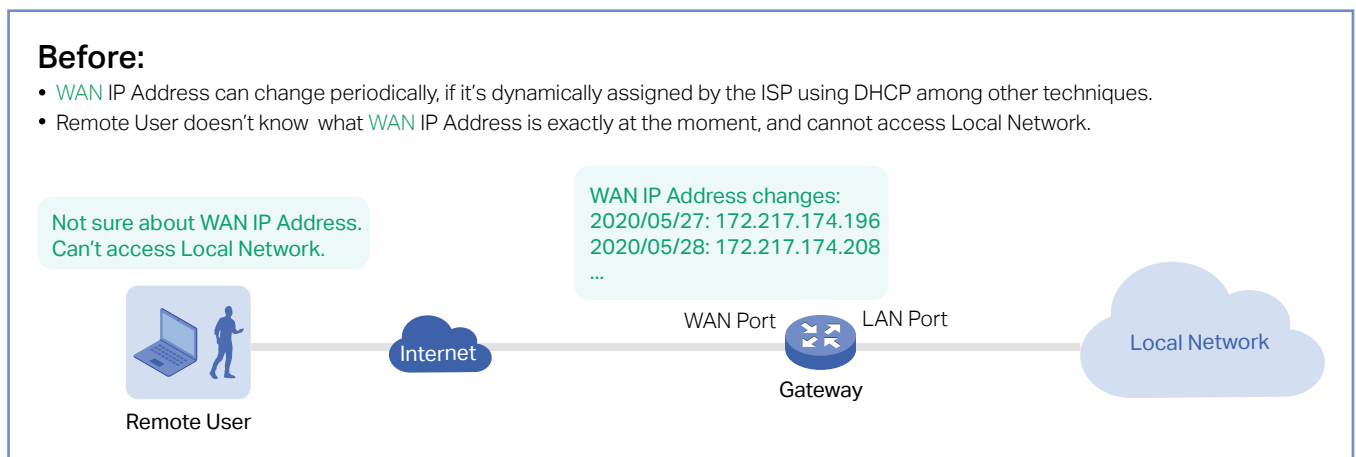 Before:
• WAN IP Address can change periodically, if it's dynamically assigned by the ISP using DHCP among other techniques.
• Remote User doesn't know what WAN IP Address is exactly at the moment, and cannot access Local Network.
WAN IP Address changes:
2020/05/27: 172.217.174.196
2020/05/28: 172.217.174.208
...
Not sure about WAN IP Address.
Can't access Local Network.
WAN Port
LAN Port
Internet
Local Network
Gateway
Remote User